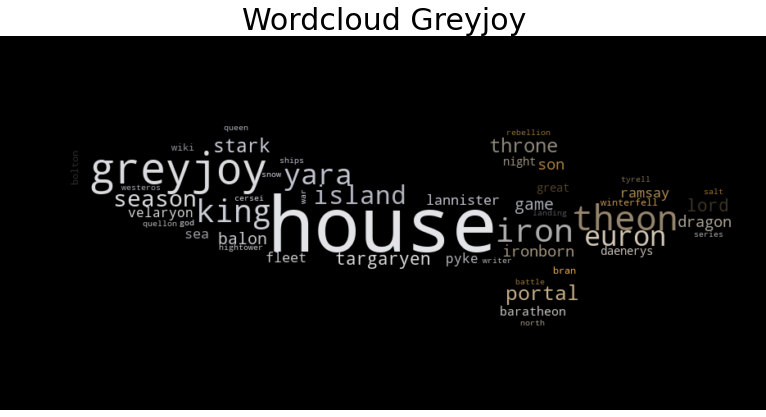 Wordcloud Greyjoy
queen
rebellion
wiki
stark
throne
bolton
ships
night
son
greyjoy
snow
yara
tyrell
westeros
great
ramsay
salt
season
cersei
war
island
lannister
game
winterfell
lord
velaryon
king
landing
theon
dragon
quellon
god
house
iron
sea
balon
euron
series
hightower
ironborn
daenerys
fleet
targaryen
pyke
writer
bran
battle
portal
baratheon
north